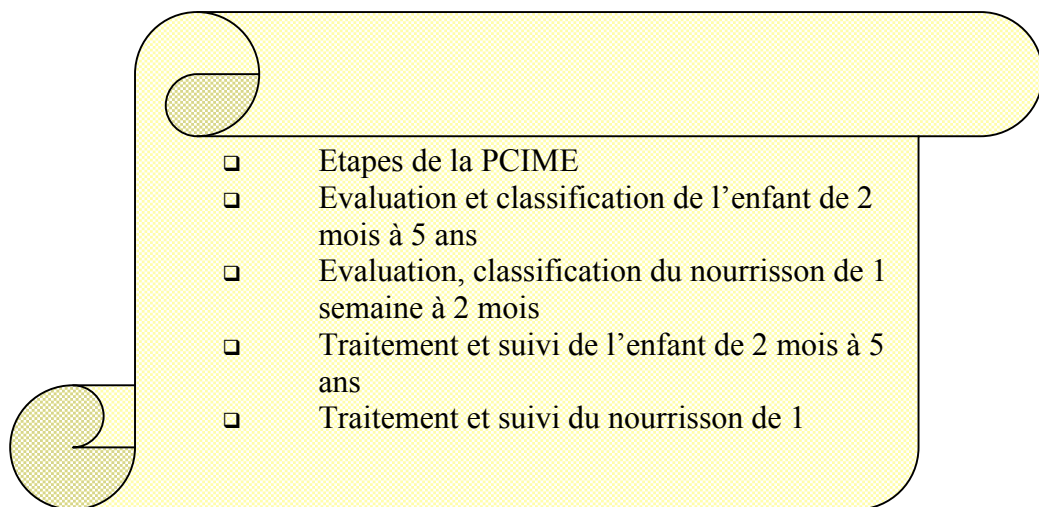 ❑ Etapes de la PCIME
❑ Evaluation et classification de l’enfant de 2
mois à 5 ans
❑ Evaluation, classification du nourrisson de 1
semaine à 2 mois
❑ Traitement et suivi de l’enfant de 2 mois à 5
ans
❑ Traitement et suivi du nourrisson de 1